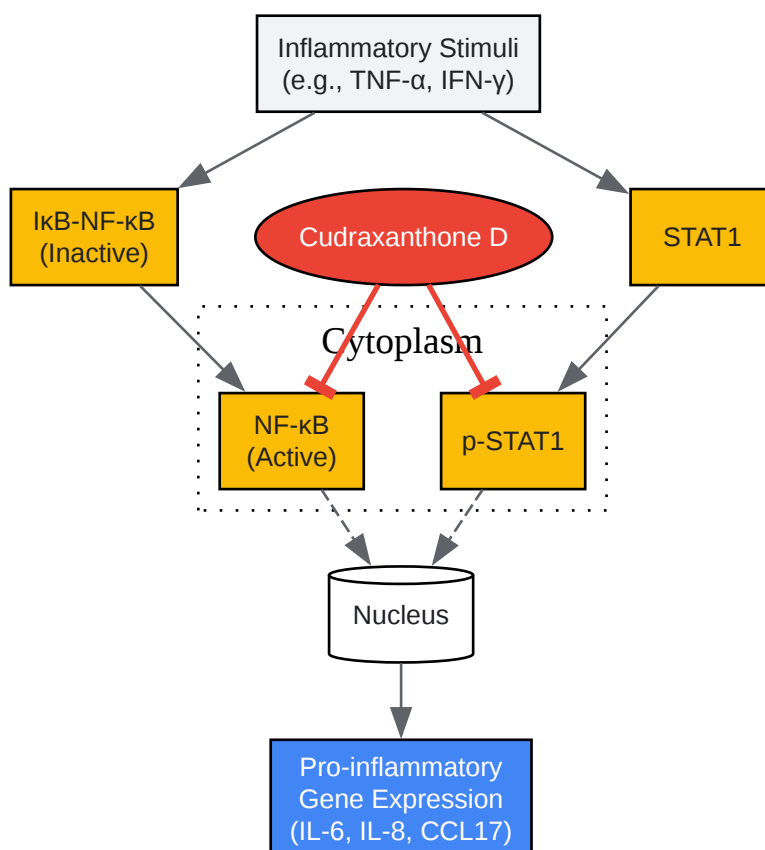 Inflammatory Stimuli
(e.g., TNF-α, IFN-γ)
IκB-NF-κB
(Inactive)
Cudraxanthone D
STAT1
Cytoplasm
NF-κB
(Active)
p-STAT1
Nucleus
Pro-inflammatory
Gene Expression
(IL-6, IL-8, CCL17)